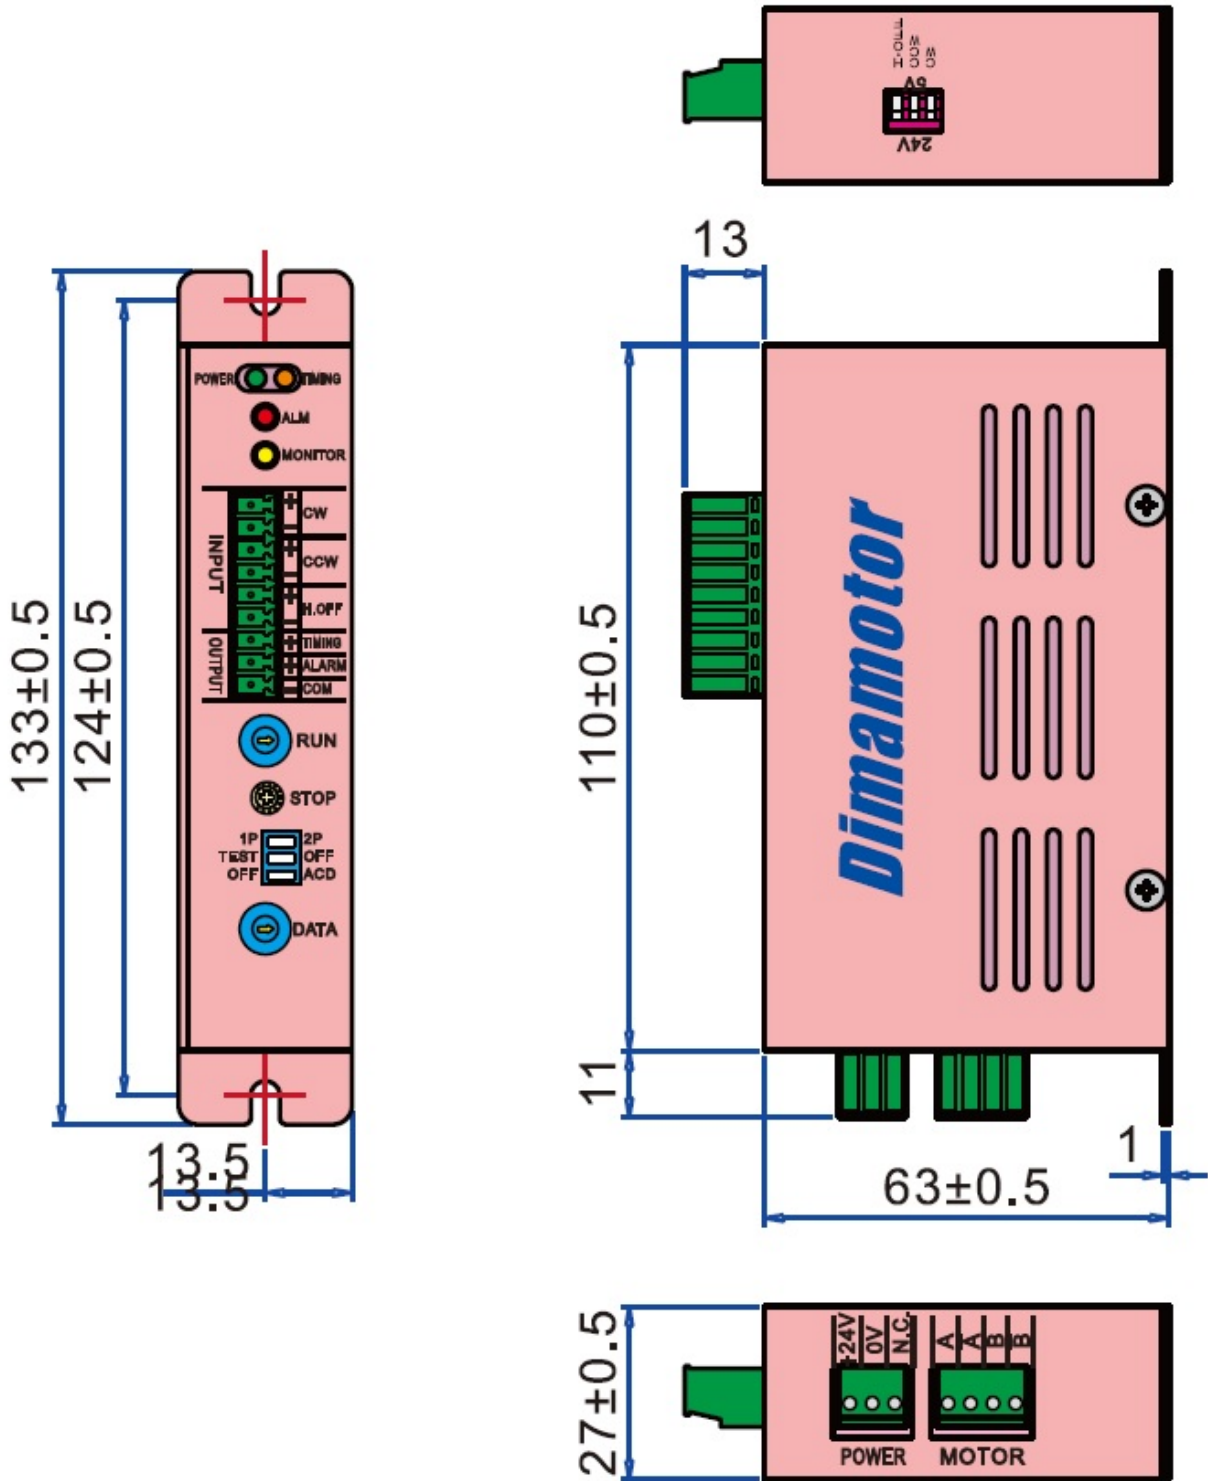 H-OFF
CCW
CW
5V
24V
13
POWER
TIMING
ALM
MONITOR
INPUT
+
CW
−
+
CCW
−
+
H.OFF
−
OUTPUT
+ TIMING
+ ALARM
− COM
RUN
STOP
1P 2P
TEST OFF
OFF ACD
DATA
133±0.5
124±0.5
13.5
13.5
Dimamotor
110±0.5
11
1
63±0.5
27±0.5
+24V
0V
N.C.
A
A
B
B
POWER
MOTOR